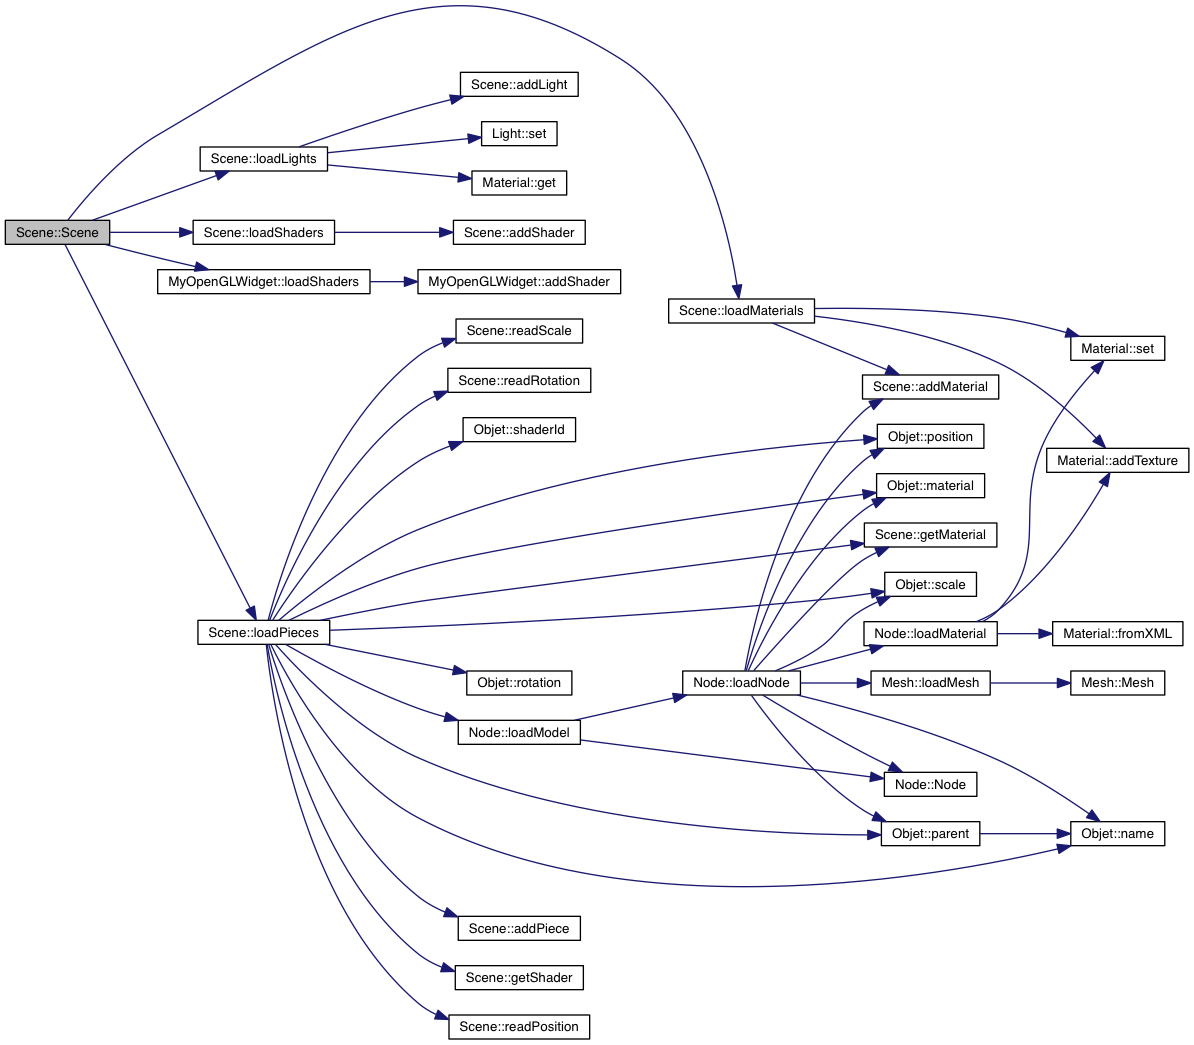 Scene::Scene
Scene::loadLights
Scene::addLight
Light::set
Material::get
Scene::loadShaders
Scene::addShader
MyOpenGLWidget::loadShaders
MyOpenGLWidget::addShader
Scene::loadMaterials
Material::set
Scene::addMaterial
Material::addTexture
Scene::loadPieces
Scene::readScale
Scene::readRotation
Objet::shaderId
Objet::position
Objet::material
Scene::getMaterial
Objet::scale
Objet::rotation
Node::loadModel
Node::loadNode
Node::loadMaterial
Material::fromXML
Mesh::loadMesh
Mesh::Mesh
Node::Node
Objet::parent
Objet::name
Scene::addPiece
Scene::getShader
Scene::readPosition